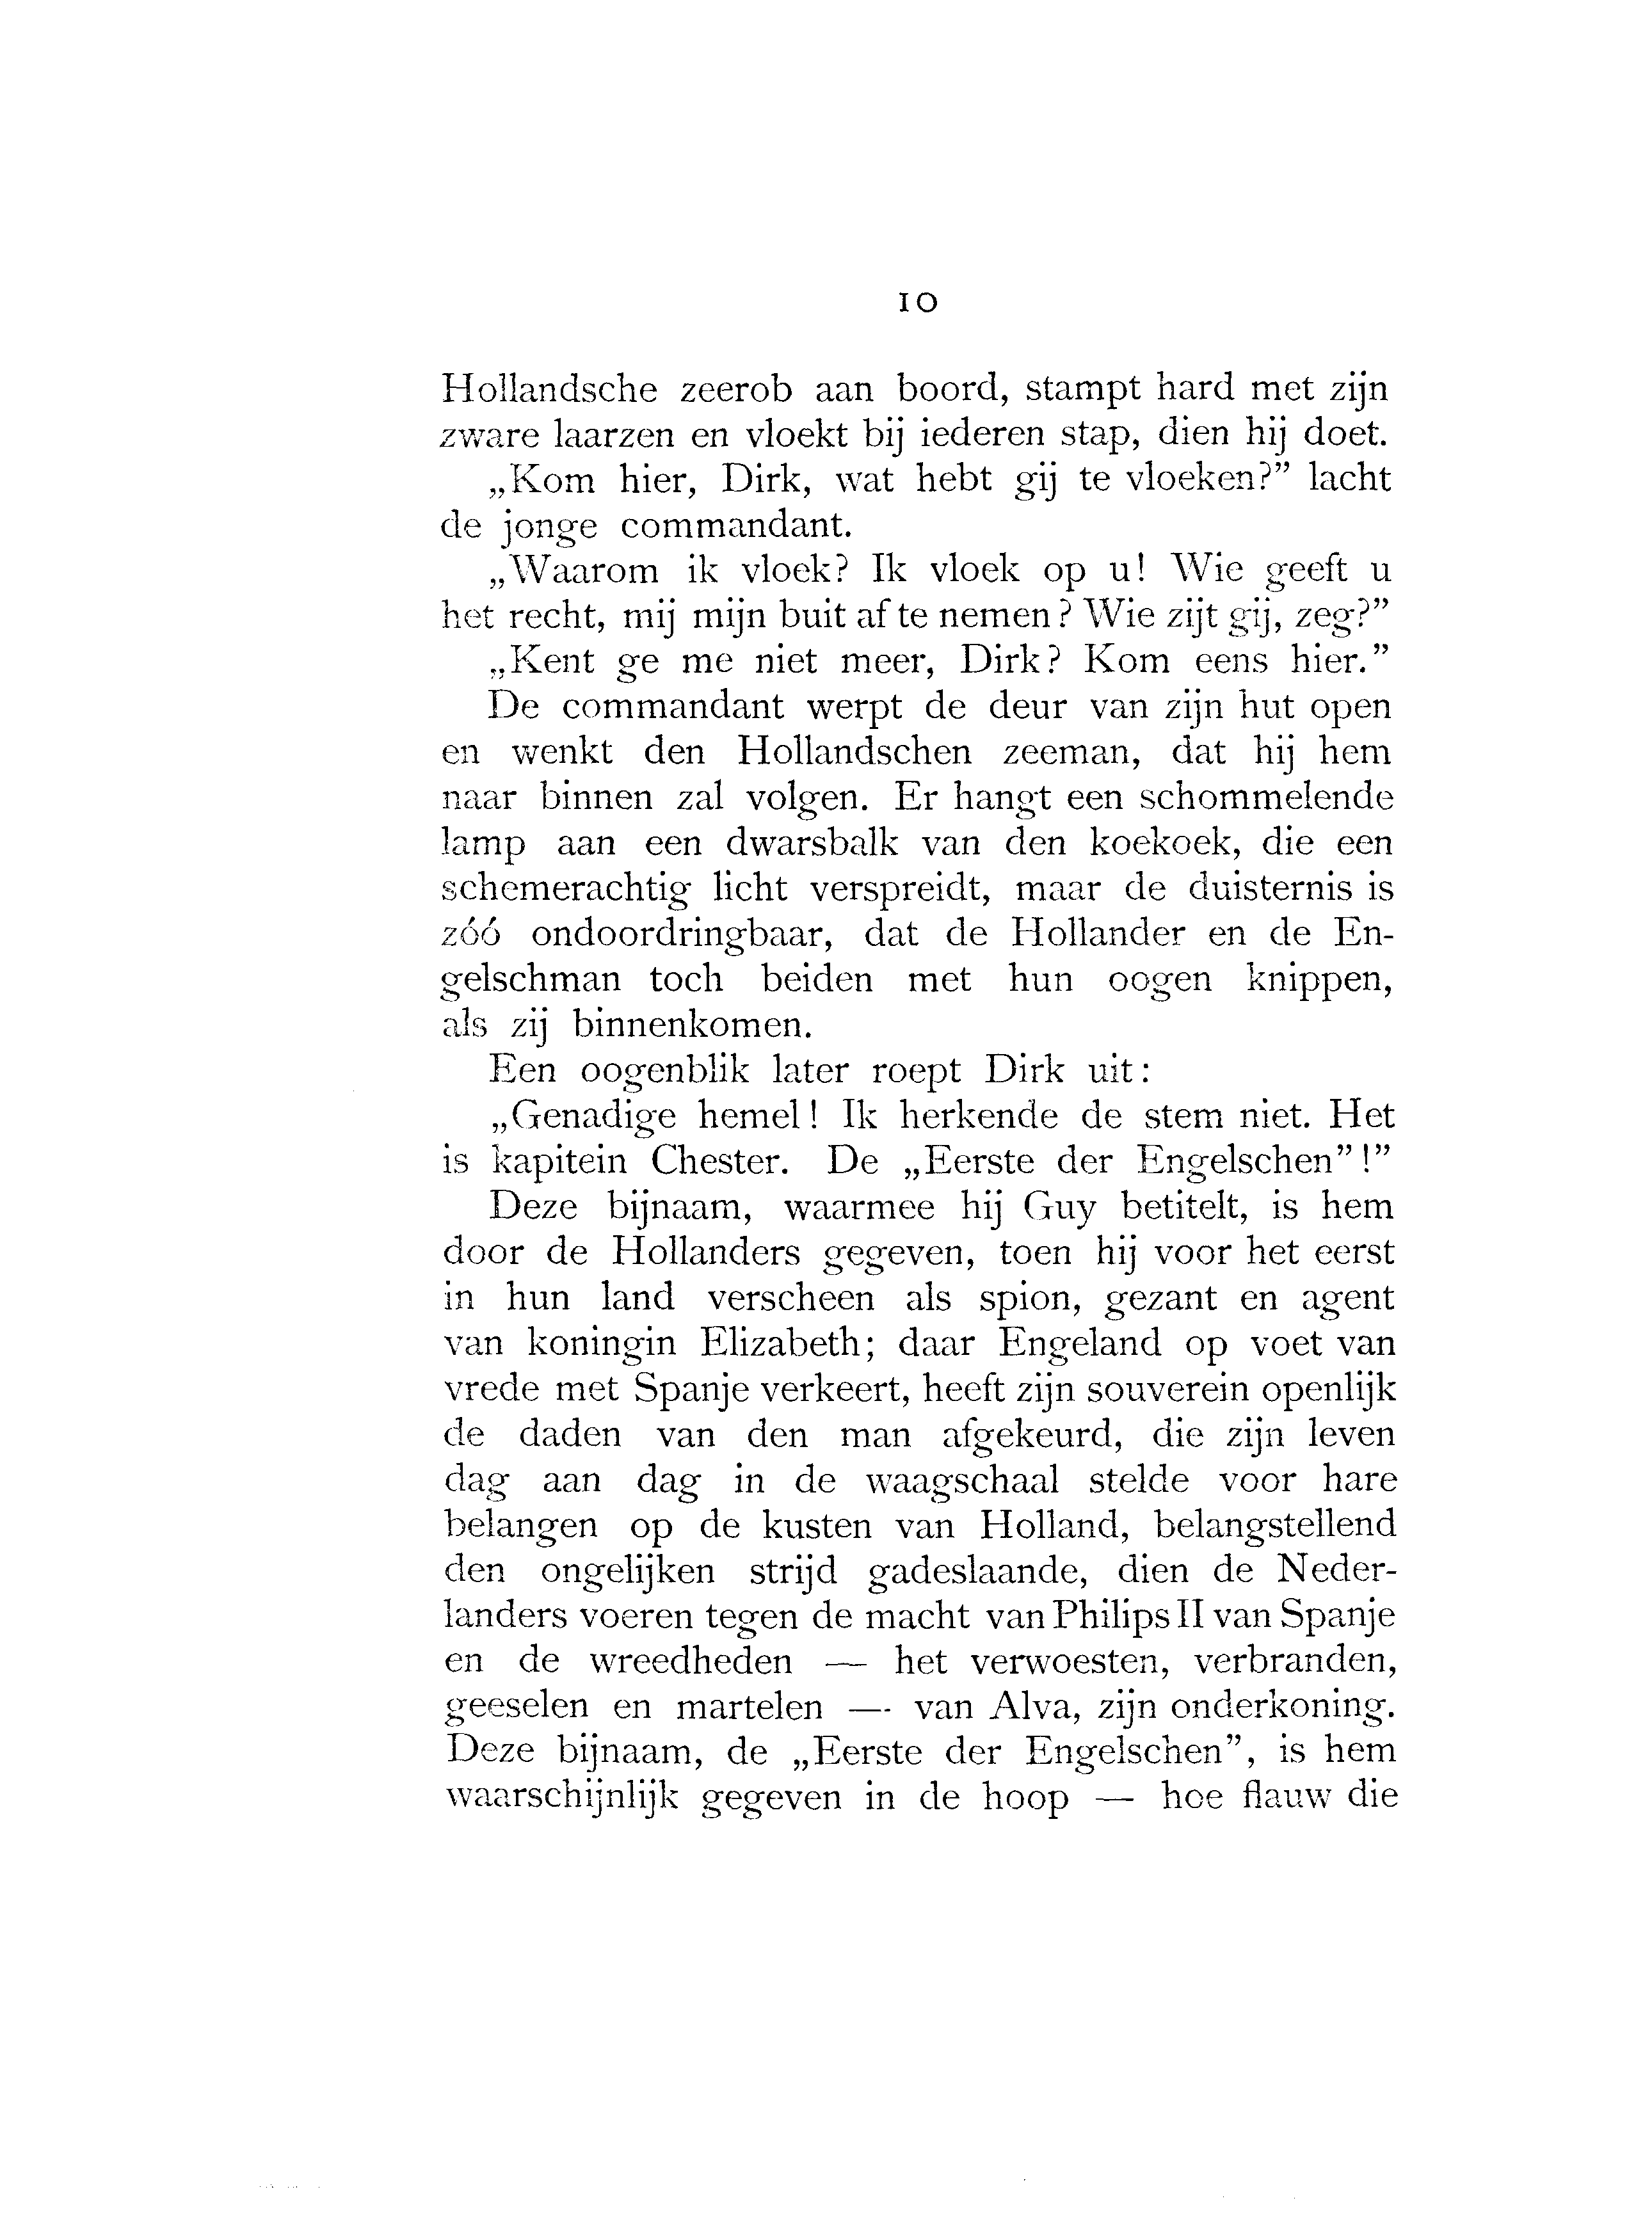 10
Hollandsche zeerob aan boord, stampt hard met zijn
zware laarzen en vloekt bij iederen stap, dien hij doet.
„Kom hier, Dirk, wat hebt gij te vloeken?” lacht
de jonge commandant.
„Waarom ik vloek? Ik vloek op u! Wie geeft u
het recht, mij mijn buit af te nemen? Wie zijt gij, zeg?”
„Kent ge me niet meer, Dirk? Kom eens hier.”
De commandant werpt de deur van zijn hut open
en wenkt den Hollandschen zeeman, dat hij hem
naar binnen zal volgen. Er hangt een schommelende
lamp aan een dwarsbalk van den koekoek, die een
schemerachtig licht verspreidt, maar de duisternis is
zóó ondoordringbaar, dat de Hollander en de En-
gelschman toch beiden met hun oogen knippen,
als zij binnenkomen.
Een oogenblik later roept Dirk uit:
„Genadige hemel! Ik herkende de stem niet. Het
is kapitein Chester. De „Eerste der Engelschen”!”
Deze bijnaam, waarmee hij Guy betitelt, is hem
door de Hollanders gegeven, toen hij voor het eerst
in hun land verscheen als spion, gezant en agent
van koningin Elizabeth; daar Engeland op voet van
vrede met Spanje verkeert, heeft zijn souverein openlijk
de daden van den man afgekeurd, die zijn leven
dag aan dag in de waagschaal stelde voor hare
belangen op de kusten van Holland, belangstellend
den ongelijken strijd gadeslaande, dien de Neder-
landers voeren tegen de macht van Philips II van Spanje
en de wreedheden — het verwoesten, verbranden,
geeselen en martelen — van Alva, zijn onderkoning.
Deze bijnaam, de „Eerste der Engelschen”, is hem
waarschijnlijk gegeven in de hoop — hoe flauw die